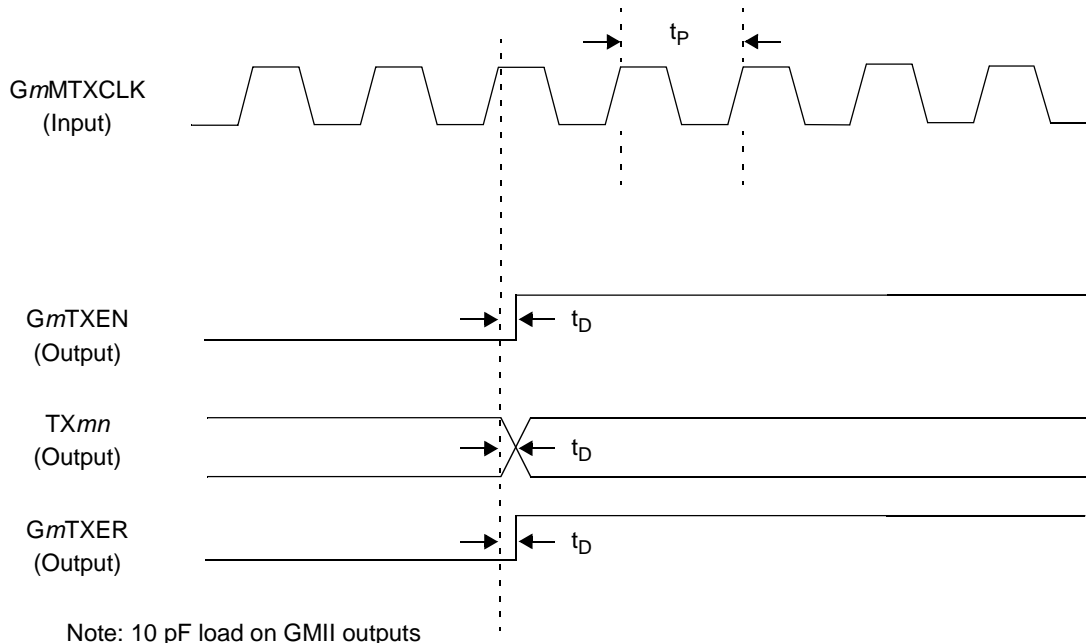 tP
GmMTXCLK
(Input)
GmTXEN
(Output)
tD
TXmn
(Output)
tD
GmTXER
(Output)
tD
Note: 10 pF load on GMII outputs